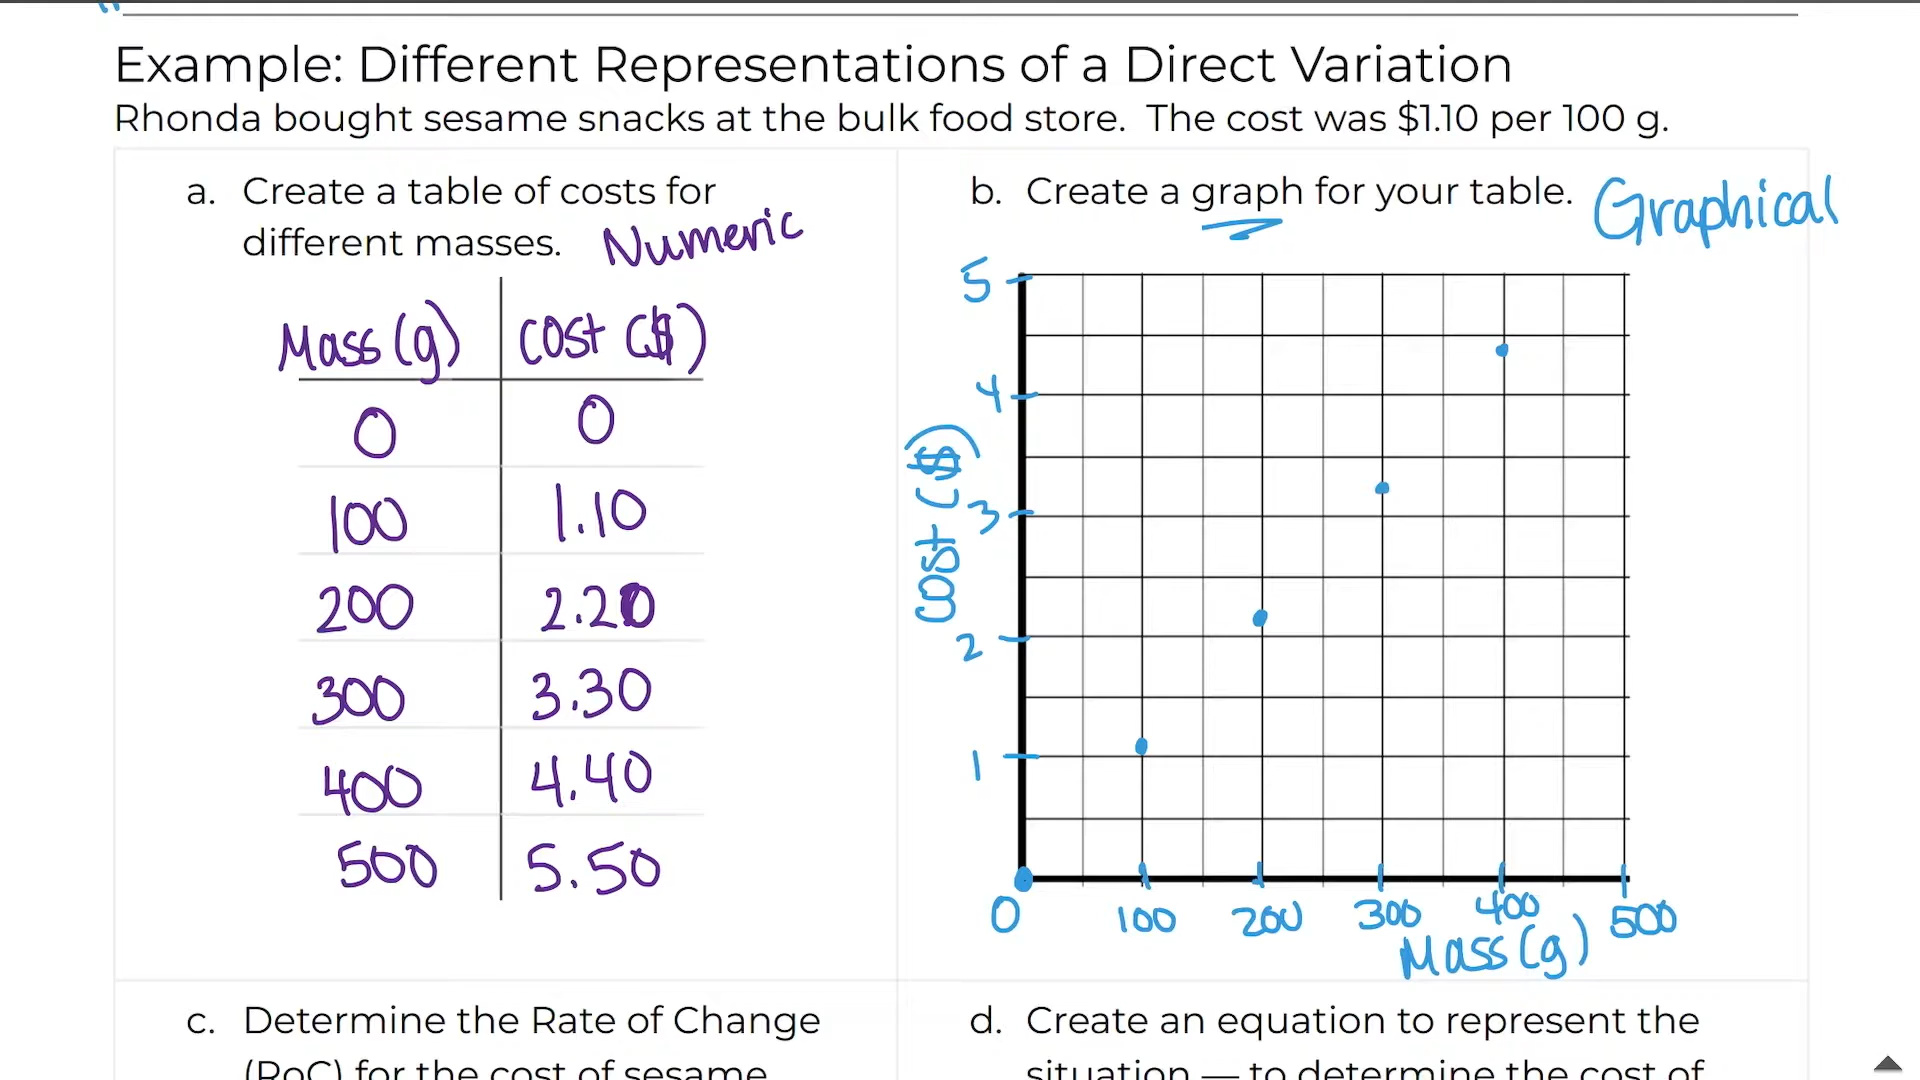 Example: Different Representations of a Direct Variation
Rhonda bought sesame snacks at the bulk food store. The cost was $1.10 per 100 g.
a. Create a table of costs for
different masses. Numeric
Mass (g) Cost ($)
0 0
100 1.10
200 2.20
300 3.30
400 4.40
500 5.50
b. Create a graph for your table. Graphical
5
4
3
2
1
Cost ($)
0 100 200 300 400 500
Mass (g)
c. Determine the Rate of Change
(RoC) for the cost of sesame
d. Create an equation to represent the
situation — to determine the cost of